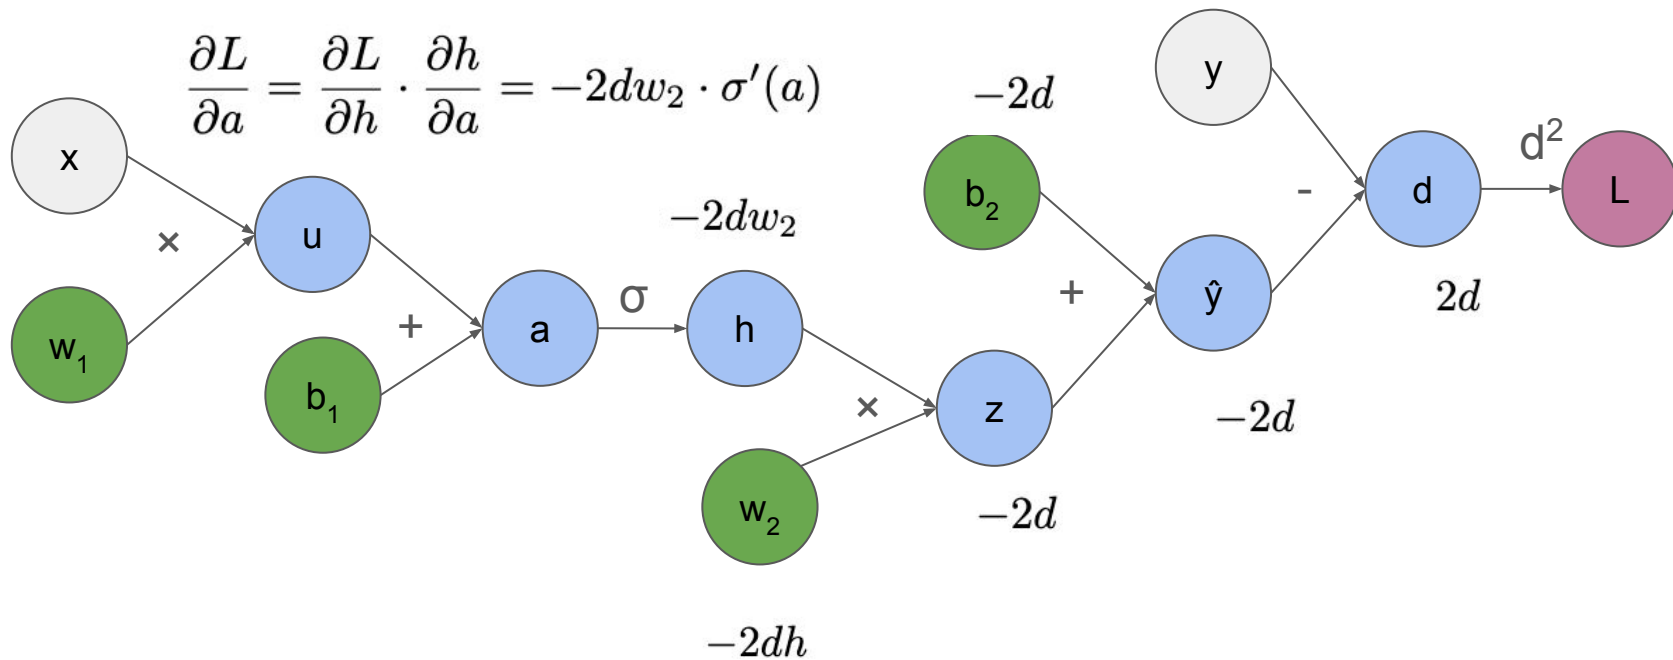 ∂L/∂a = ∂L/∂h · ∂h/∂a = −2dw₂ · σ′(a)
y
−2d
x
d²
b₂
-
d
L
−2dw₂
u
×
+
ŷ
2d
σ
w₁
+
a
h
b₁
×
z
−2d
w₂
−2d
−2dh